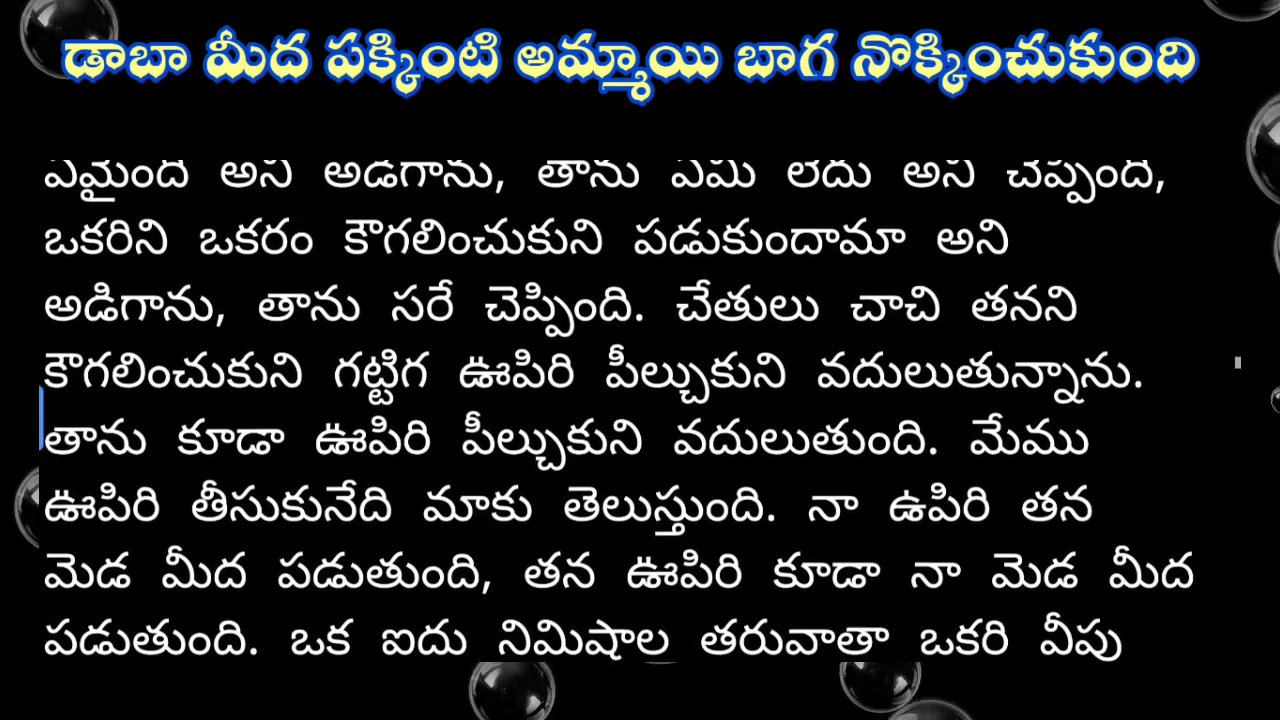 డాబా మీద పక్కింటి అమ్మాయి బాగ నొక్కించుకుంది
ఏమైంది అని అడిగాను, తాను ఏమి లేదు అని చెప్పింది,
ఒకరిని ఒకరం కౌగలించుకుని పడుకుందామా అని
అడిగాను, తాను సరే చెప్పింది. చేతులు చాచి తనని
కౌగలించుకుని గట్టిగ ఊపిరి పీల్చుకుని వదులుతున్నాను.
తాను కూడా ఊపిరి పీల్చుకుని వదులుతుంది. మేము
ఊపిరి తీసుకునేది మాకు తెలుస్తుంది. నా ఉపిరి తన
మెడ మీద పడుతుంది, తన ఊపిరి కూడా నా మెడ మీద
పడుతుంది. ఒక ఐదు నిమిషాల తరువాతా ఒకరి వీపు